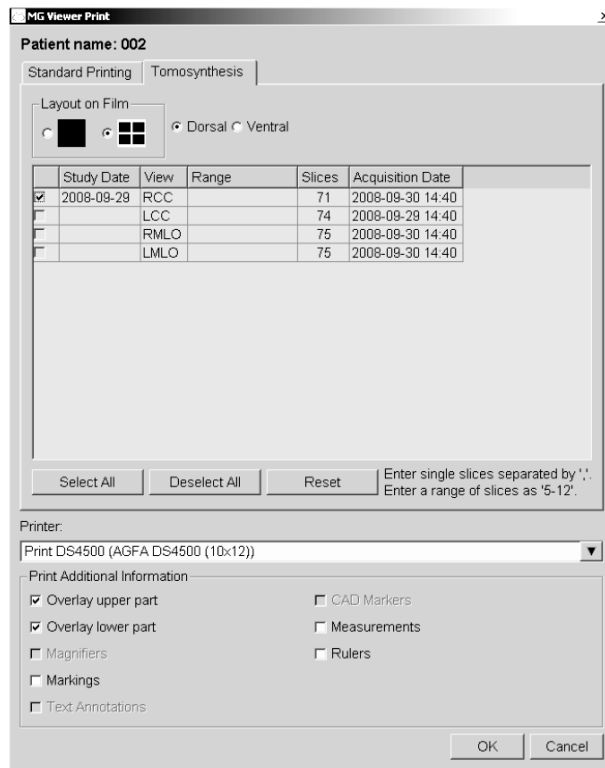 MG Viewer Print
Patient name: 002
Standard Printing Tomosynthesis
Layout on Film
Dorsal Ventral
Study Date View Range Slices Acquisition Date
2008-09-29 RCC 71 2008-09-30 14:40
LCC 74 2008-09-29 14:40
RMLO 75 2008-09-30 14:40
LMLO 75 2008-09-30 14:40
Select All Deselect All Reset Enter single slices separated by ','.
Enter a range of slices as '5-12'.
Printer:
Print DS4500 (AGFA DS4500 (10x12))
Print Additional Information
Overlay upper part CAD Markers
Overlay lower part Measurements
Magnifiers Rulers
Markings
Text Annotations
OK Cancel